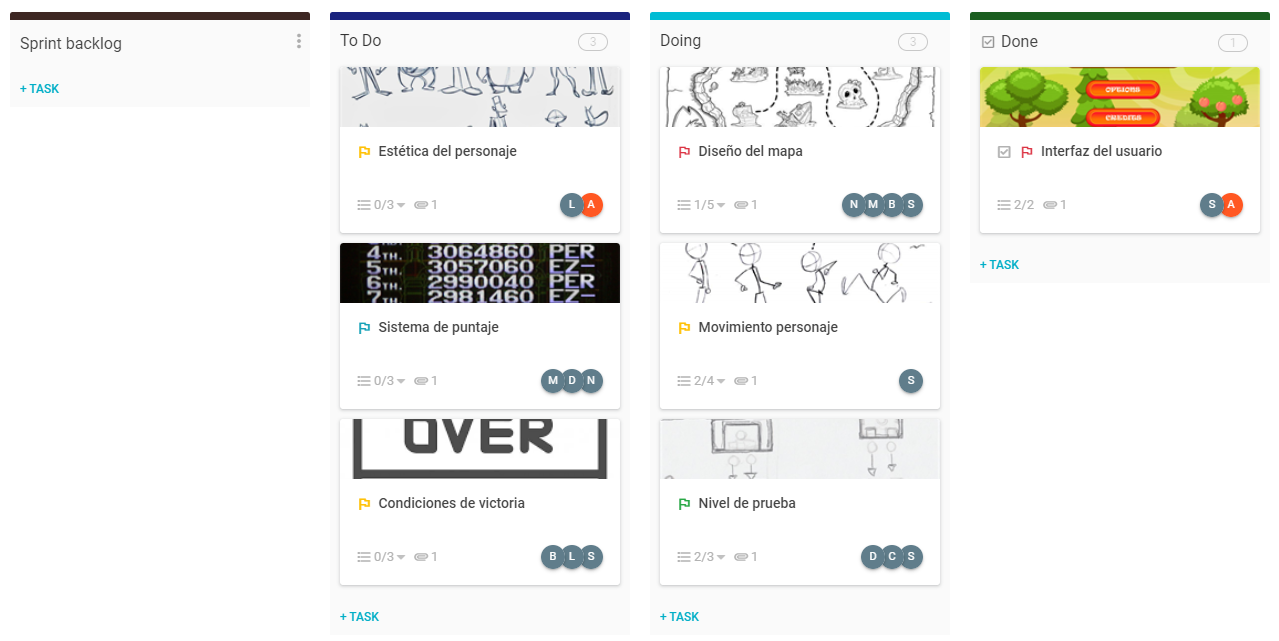 Sprint backlog
+ TASK
To Do
3
Estética del personaje
0/3
1
L
A
4TH. 3064860 PER
5TH. 3057060 EZ-
6TH. 2990040 PER
7TH. 2981460 EZ-
Sistema de puntaje
0/3
1
M
D
N
OVER
Condiciones de victoria
0/3
1
B
L
S
+ TASK
Doing
3
Diseño del mapa
1/5
1
N
M
B
S
Movimiento personaje
2/4
1
S
Nivel de prueba
2/3
1
D
C
S
+ TASK
Done
1
OPTIONS
CREDITS
Interfaz del usuario
2/2
1
S
A
+ TASK